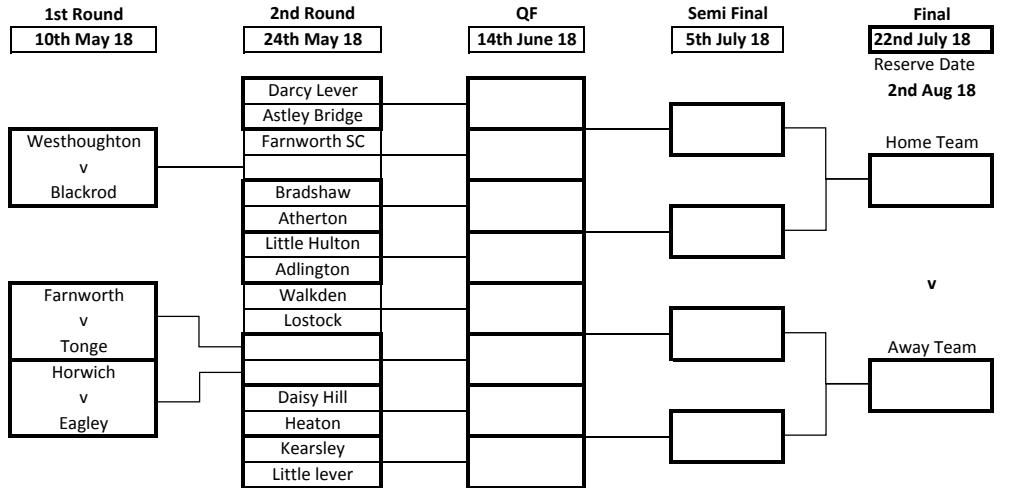 1st Round
10th May 18
Westhoughton
v
Blackrod
Farnworth
v
Tonge
Horwich
v
Eagley
2nd Round
24th May 18
Darcy Lever
Astley Bridge
Farnworth SC
Bradshaw
Atherton
Little Hulton
Adlington
Walkden
Lostock
Daisy Hill
Heaton
Kearsley
Little lever
QF
14th June 18
Semi Final
5th July 18
Final
22nd July 18
Reserve Date
2nd Aug 18
Home Team
v
Away Team